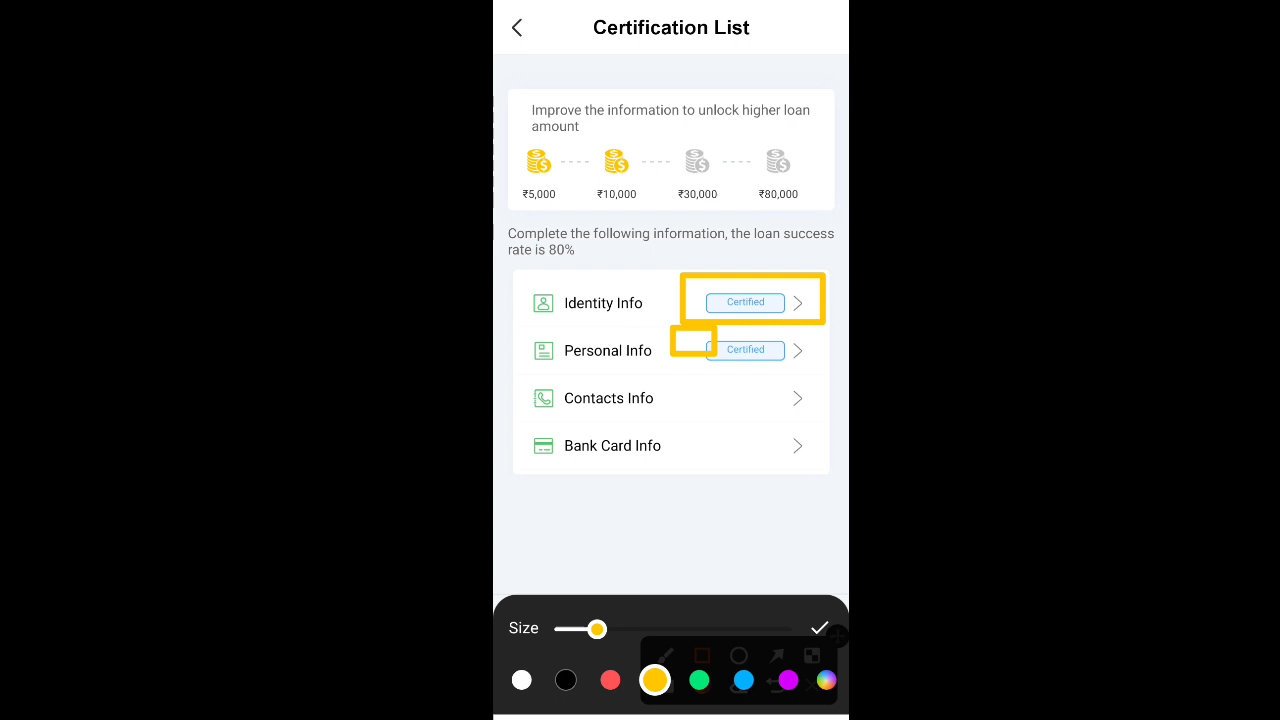 Certification List
Improve the information to unlock higher loan
amount
₹5,000 ₹10,000 ₹30,000 ₹80,000
Complete the following information, the loan success
rate is 80%
Identity Info Certified
Personal Info Certified
Contacts Info
Bank Card Info
Size